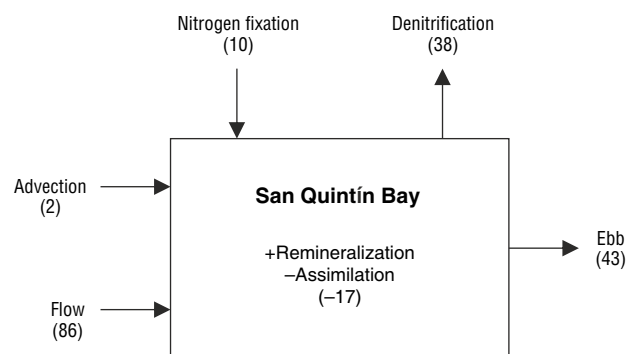 Nitrogen fixation
(10)
Denitrification
(38)
Advection
(2)
San Quintín Bay
+Remineralization
–Assimilation
(–17)
Ebb
(43)
Flow
(86)